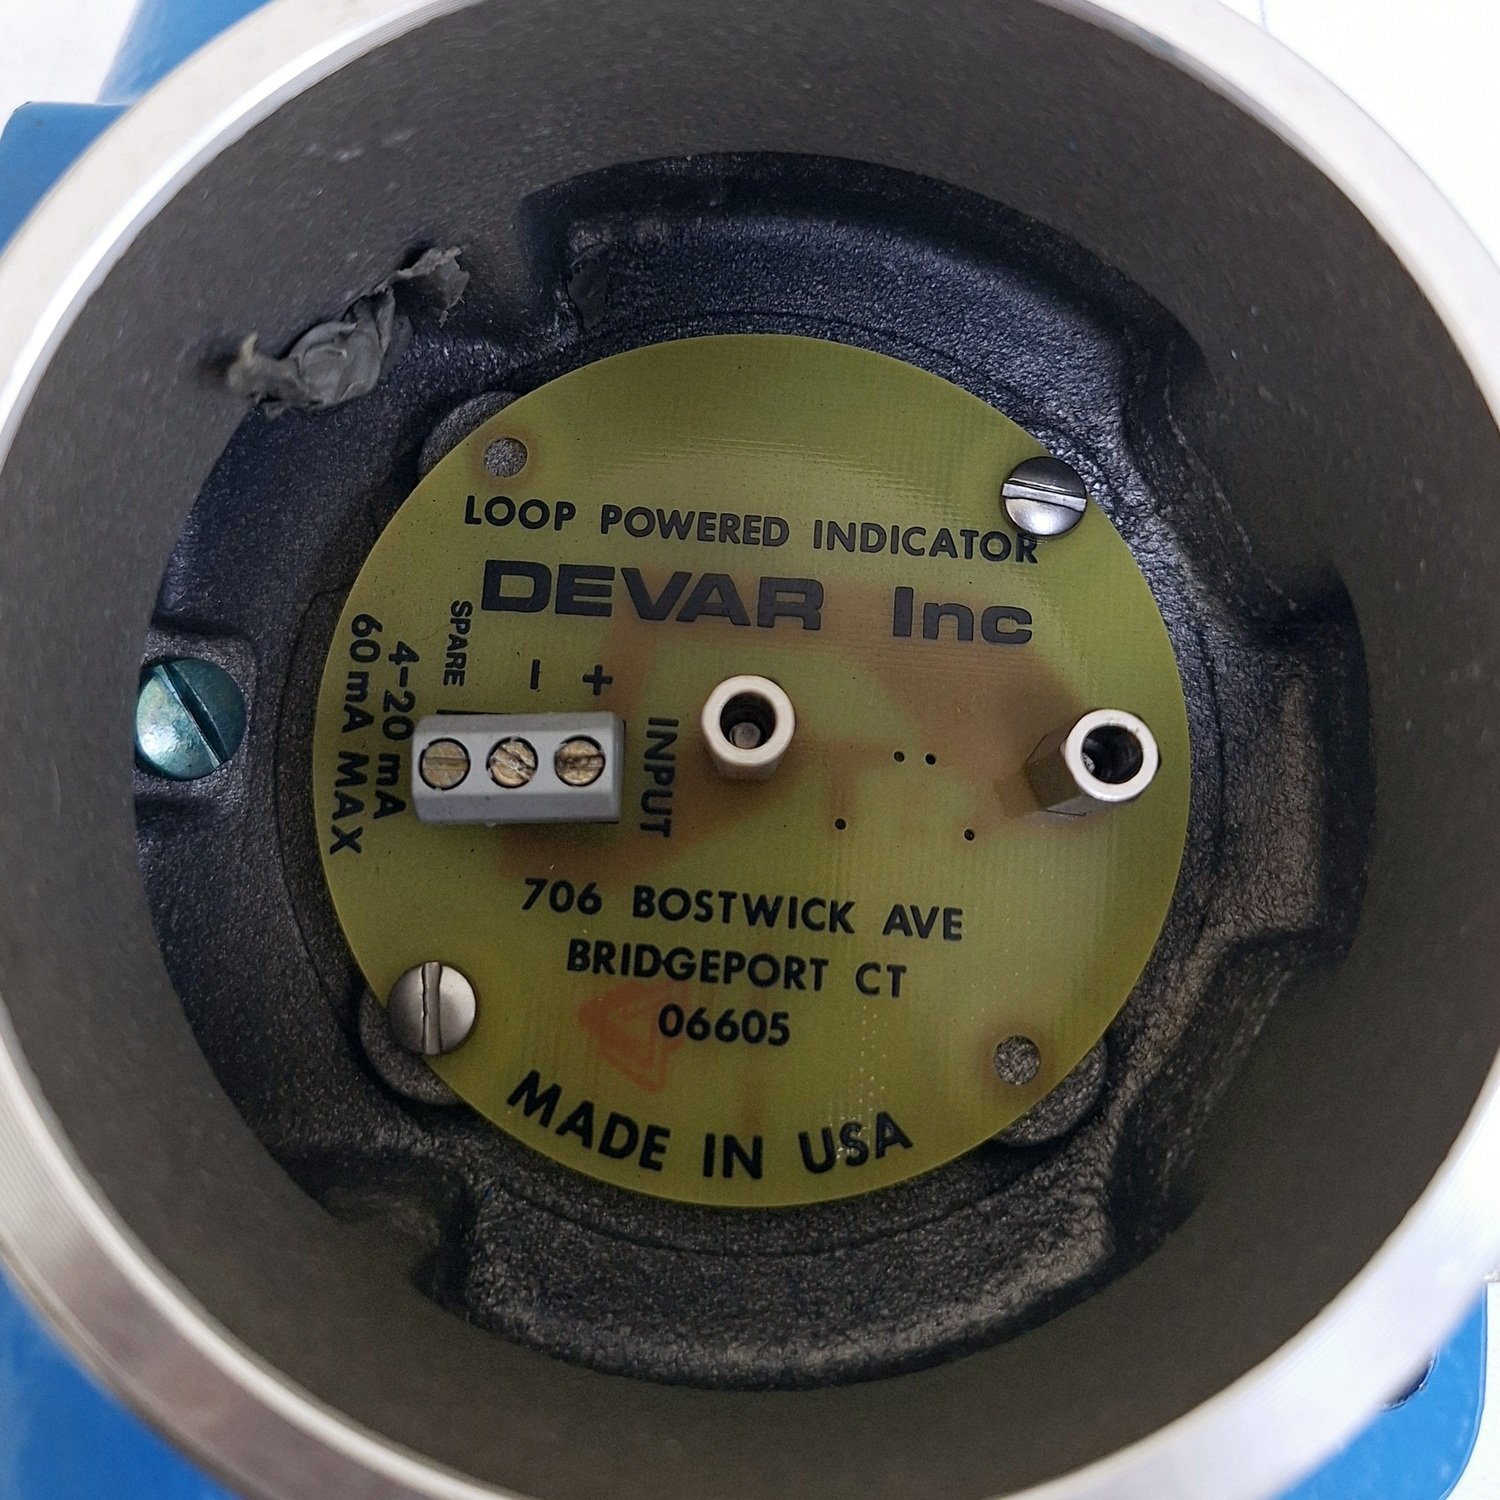 LOOP POWERED INDICATOR
DEVAR Inc
SPARE
- +
4-20 mA
60 mA MAX
INPUT
706 BOSTWICK AVE
BRIDGEPORT CT
06605
MADE IN USA